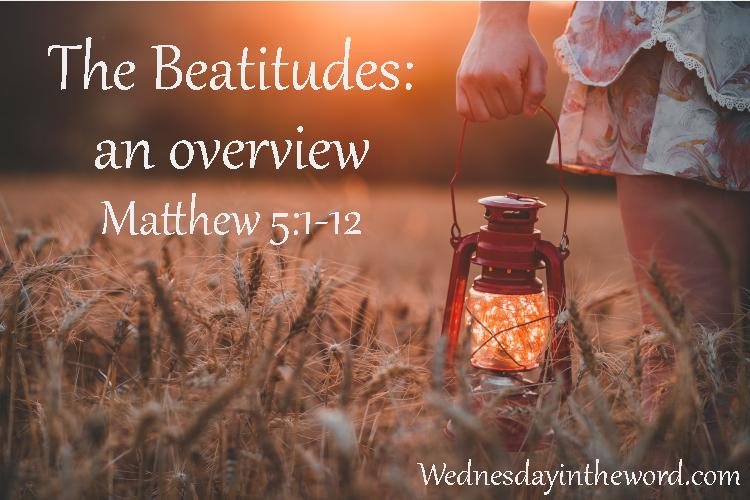 The Beatitudes:
an overview
Matthew 5:1-12
Wednesdayintheword.com